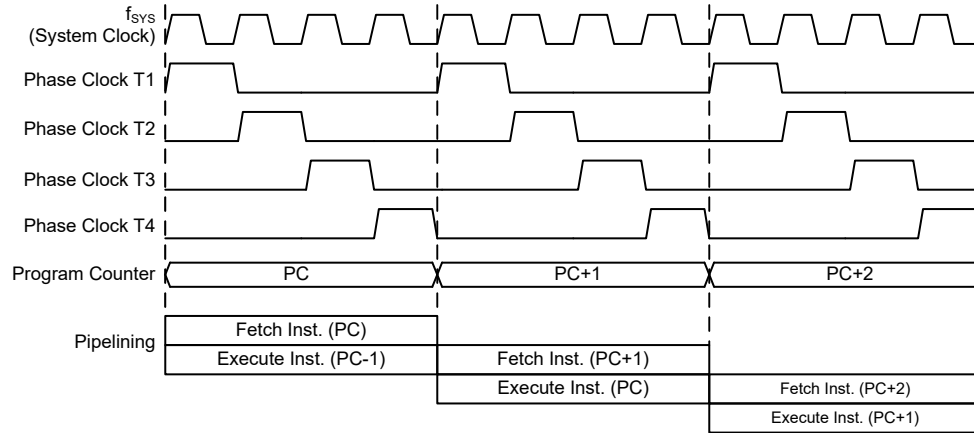 fSYS
(System Clock)
Phase Clock T1
Phase Clock T2
Phase Clock T3
Phase Clock T4
Program Counter PC PC+1 PC+2
Pipelining
Fetch Inst. (PC)
Execute Inst. (PC-1) Fetch Inst. (PC+1)
Execute Inst. (PC) Fetch Inst. (PC+2)
Execute Inst. (PC+1)